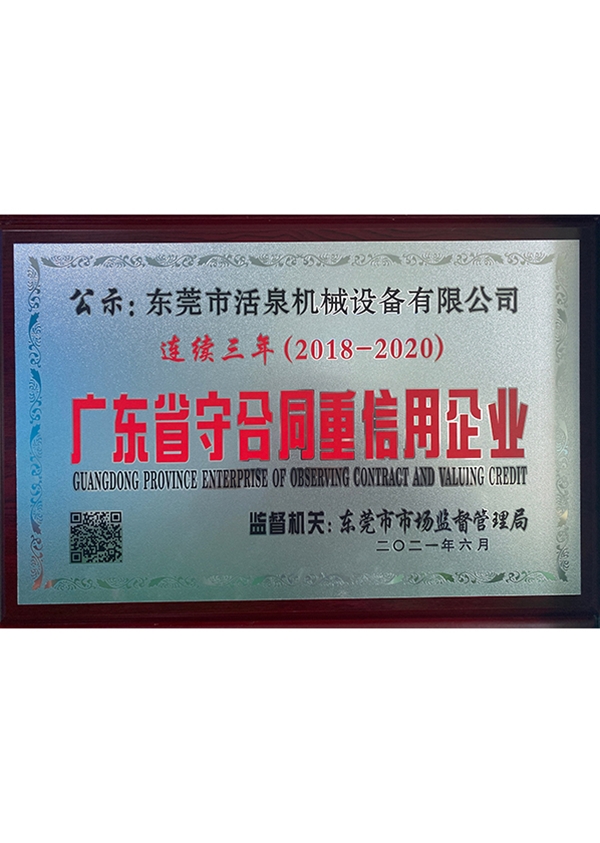 公示：东莞市活泉机械设备有限公司
连续三年(2018-2020)
广东省守合同重信用企业
GUANGDONG PROVINCE ENTERPRISE OF OBSERVING CONTRACT AND VALUING CREDIT
监督机关：东莞市市场监督管理局
二〇二一年六月